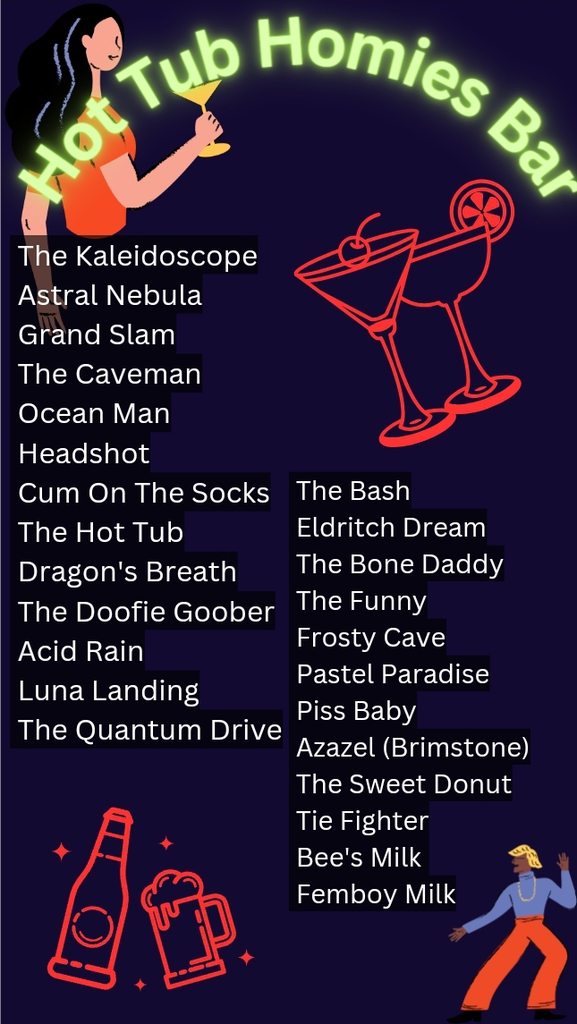 Hot Tub Homies Bar
The Kaleidoscope
Astral Nebula
Grand Slam
The Caveman
Ocean Man
Headshot
Cum On The Socks
The Hot Tub
Dragon's Breath
The Doofie Goober
Acid Rain
Luna Landing
The Quantum Drive
The Bash
Eldritch Dream
The Bone Daddy
The Funny
Frosty Cave
Pastel Paradise
Piss Baby
Azazel (Brimstone)
The Sweet Donut
Tie Fighter
Bee's Milk
Femboy Milk